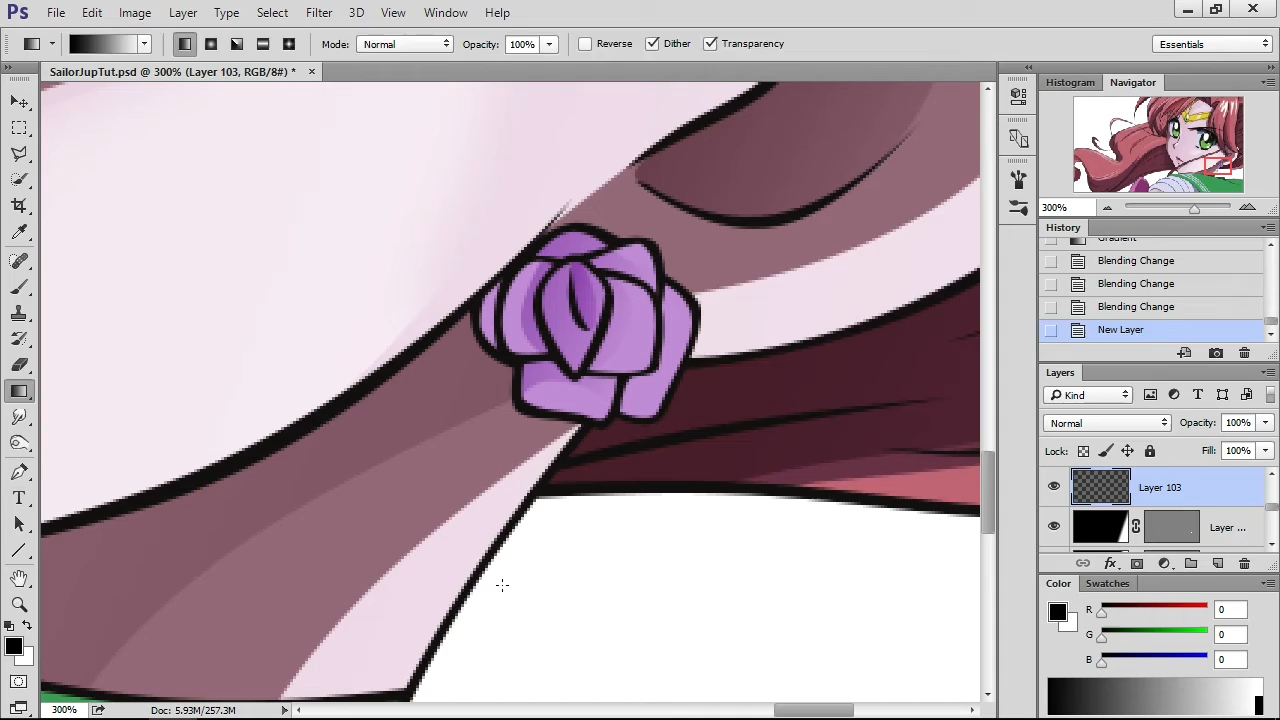 Ps File Edit Image Layer Type Select Filter 3D View Window Help
Mode: Normal Opacity: 100% Reverse Dither Transparency Essentials
SailorJupTut.psd @ 300% (Layer 103, RGB/8#) *
Histogram Navigator
300%
History
Gradient
Blending Change
Blending Change
Blending Change
New Layer
Layers
Kind
Normal Opacity: 100%
Lock: Fill: 100%
Layer 103
Layer ...
fx
Color Swatches
R 0
G 0
B 0
300% Doc: 5.93M/257.3M